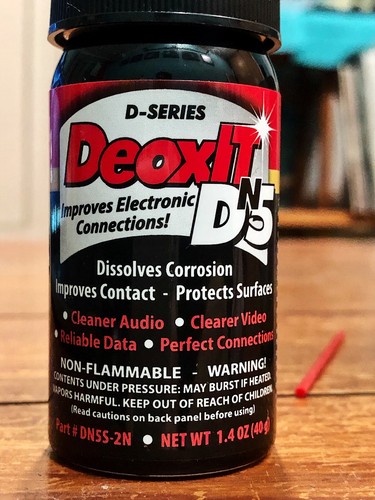 D-SERIES
DeoxIT
Improves Electronic
Connections!
DN5
Dissolves Corrosion
Improves Contact - Protects Surfaces
• Cleaner Audio • Clearer Video
• Reliable Data • Perfect Connections
NON-FLAMMABLE - WARNING!
CONTENTS UNDER PRESSURE: MAY BURST IF HEATED.
VAPORS HARMFUL. KEEP OUT OF REACH OF CHILDREN.
(Read cautions on back panel before using)
Part # DN5S-2N • NET WT 1.4 OZ (40 g)